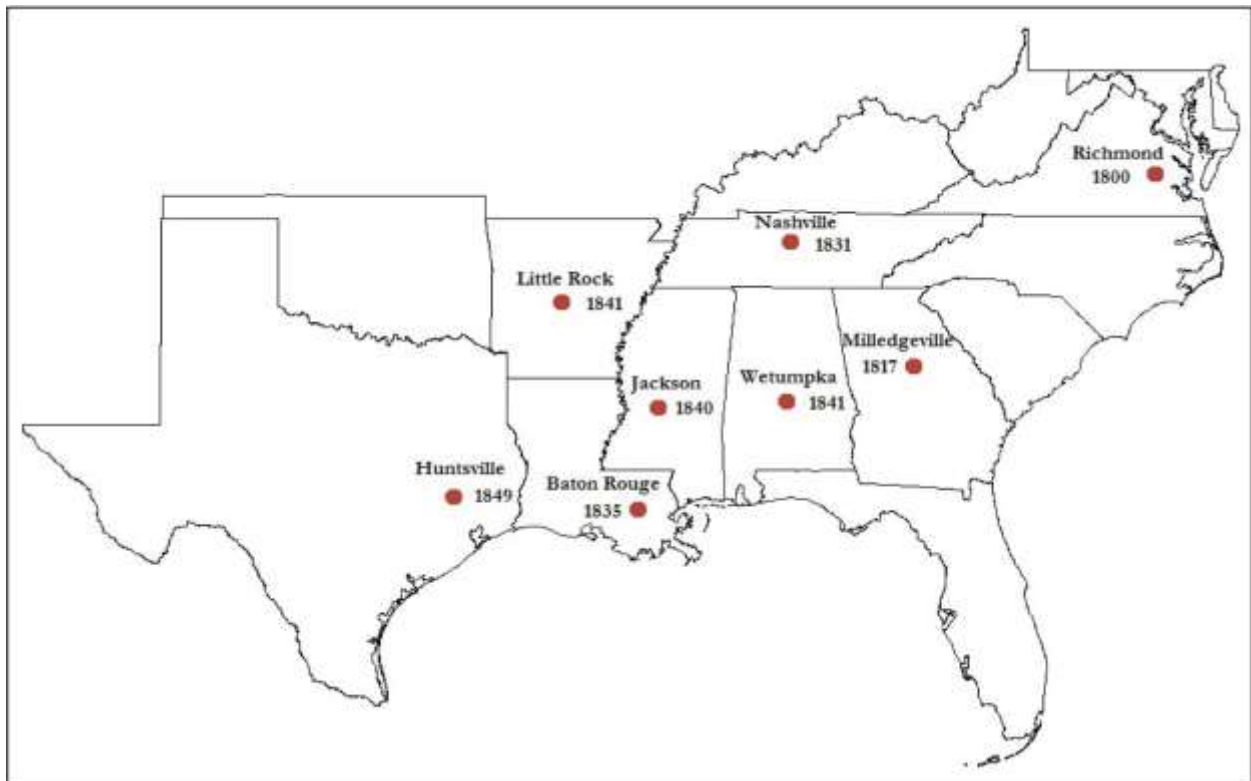 Richmond
1800
Nashville
1831
Little Rock
1841
Milledgeville
1817
Jackson
1840
Wetumpka
1841
Huntsville
1849
Baton Rouge
1835